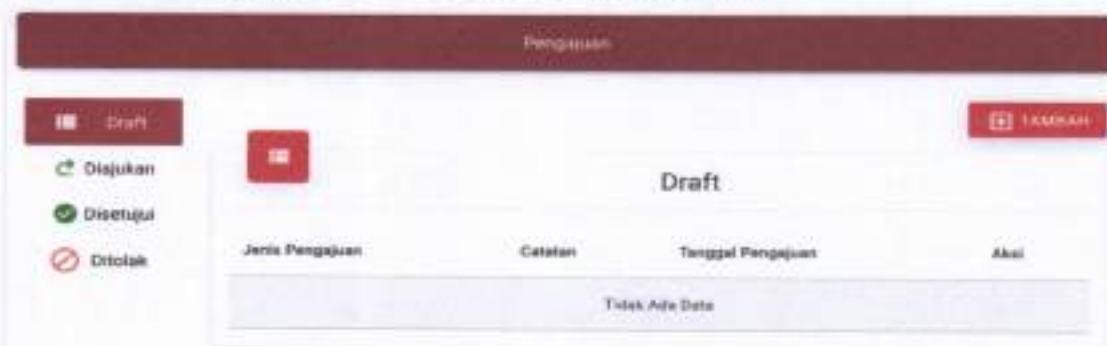 Pengajuan
Draft
Diajukan
Disetujui
Ditolak
TAMBAH
Draft
Jenis Pengajuan Catatan Tanggal Pengajuan Aksi
Tidak Ada Data